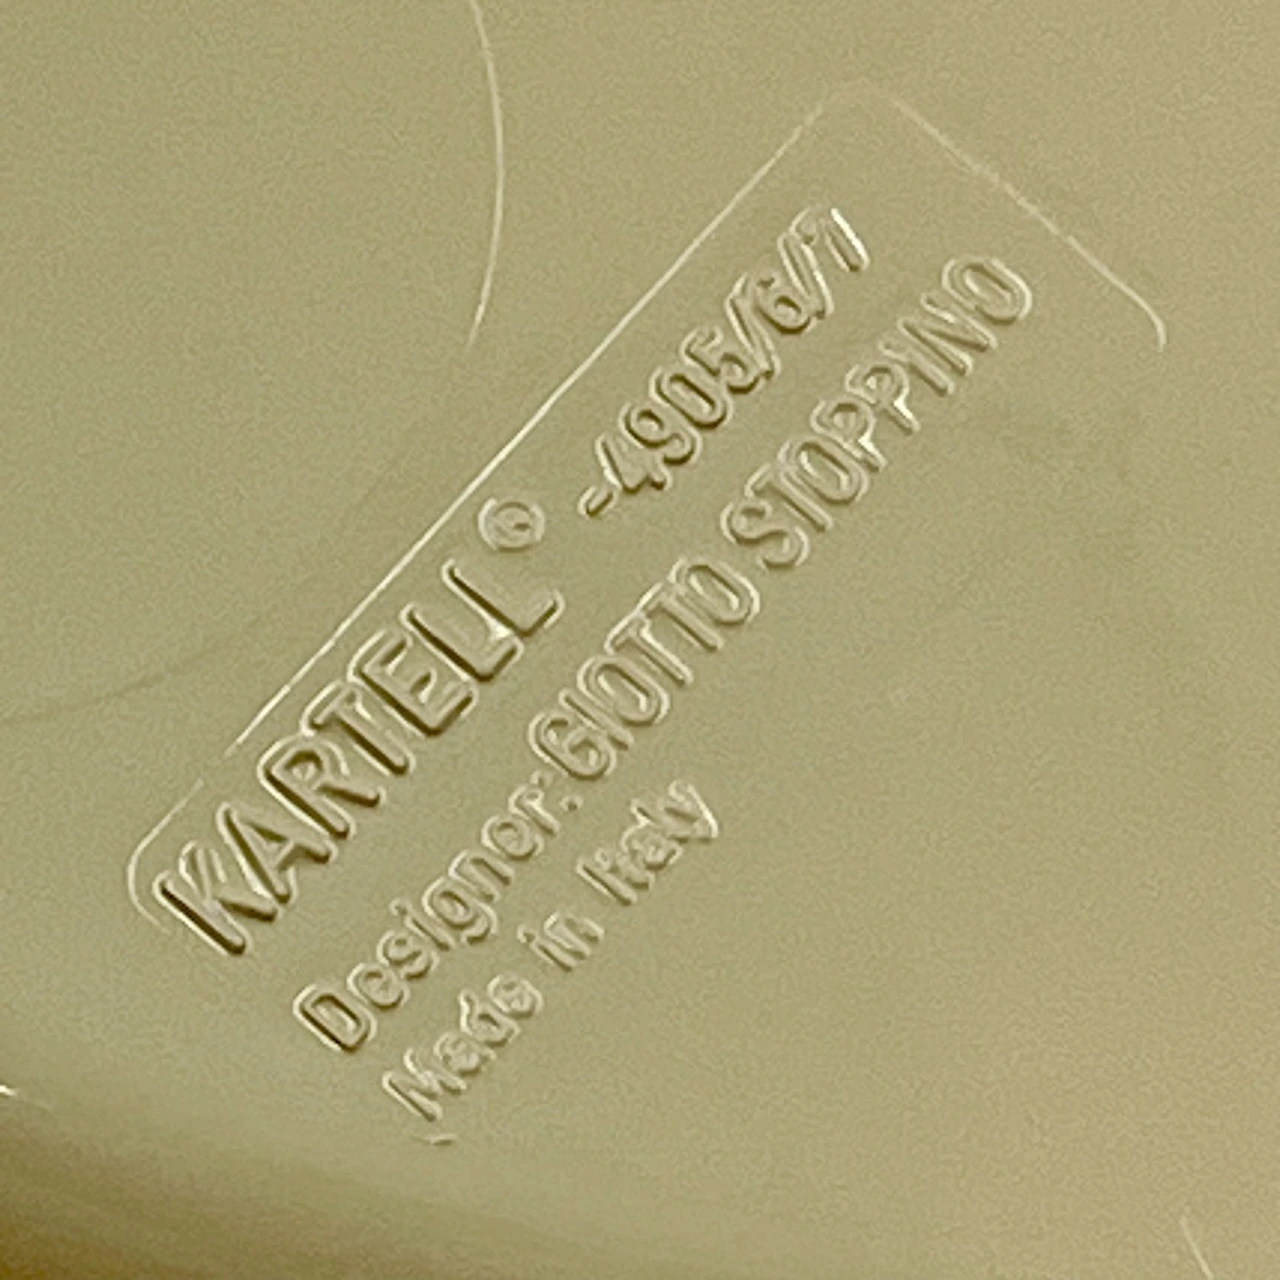 KARTELL® -4905/6/7
Designer: GIOTTO STOPPINO
Made in Italy